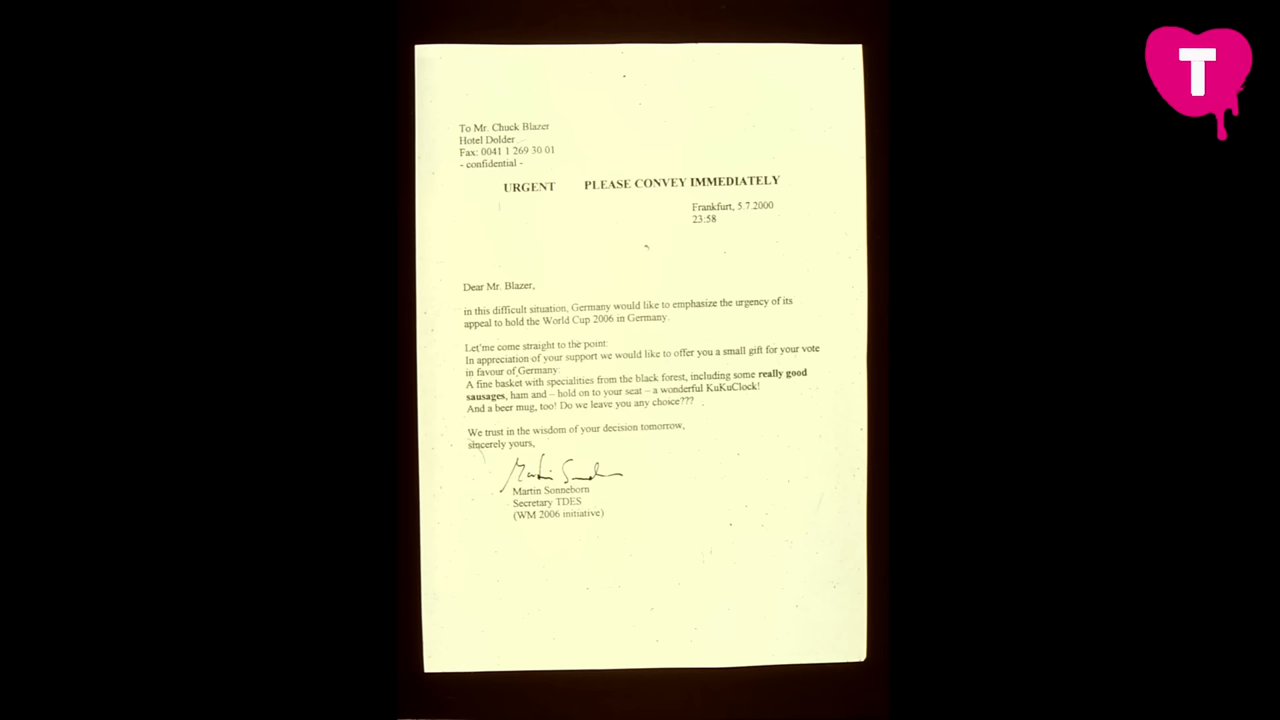 T
To Mr. Chuck Blazer
Hotel Dolder
Fax: 0041 1 269 30 01
- confidential -
URGENT PLEASE CONVEY IMMEDIATELY
Frankfurt, 5.7.2000
23:58
Dear Mr. Blazer,
in this difficult situation, Germany would like to emphasize the urgency of its
appeal to hold the World Cup 2006 in Germany.
Let'me come straight to the point:
In appreciation of your support we would like to offer you a small gift for your vote
in favour of Germany:
A fine basket with specialities from the black forest, including some really good
sausages, ham and – hold on to your seat – a wonderful KuKuClock!
And a beer mug, too! Do we leave you any choice???
We trust in the wisdom of your decision tomorrow,
sincerely yours,
Martin Sonneborn
Martin Sonneborn
Secretary TDES
(WM 2006 initiative)